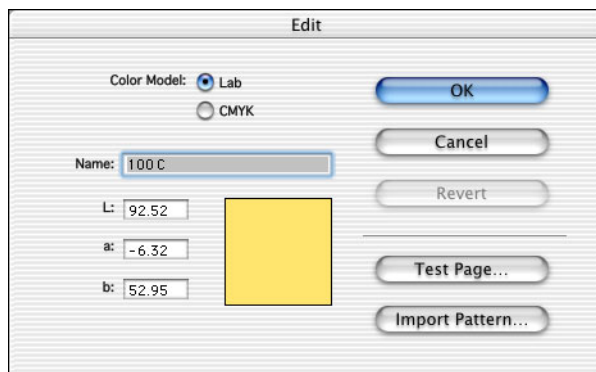 Edit
Color Model: Lab
CMYK
Name: 100 C
L: 92.52
a: -6.32
b: 52.95
OK
Cancel
Revert
Test Page...
Import Pattern...